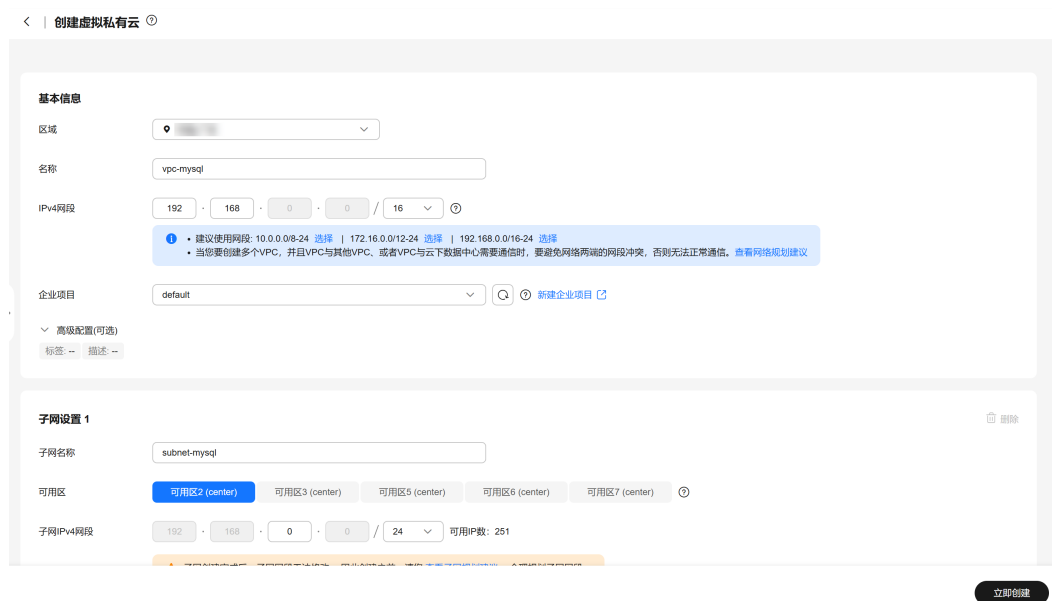 创建虚拟私有云
基本信息
区域
名称 vpc-mysql
IPv4网段 192 · 168 · 0 · 0 / 16
• 建议使用网段: 10.0.0.0/8-24 选择 | 172.16.0.0/12-24 选择 | 192.168.0.0/16-24 选择
• 当您要创建多个VPC，并且VPC与其他VPC、或者VPC与云下数据中心需要通信时，要避免网络两端的网段冲突，否则无法正常通信。查看网络规划建议
企业项目 default 新建企业项目
高级配置(可选)
标签: -- 描述: --
子网设置 1 删除
子网名称 subnet-mysql
可用区 可用区2 (center) 可用区3 (center) 可用区5 (center) 可用区6 (center) 可用区7 (center)
子网IPv4网段 192 · 168 · 0 · 0 / 24 可用IP数: 251
立即创建